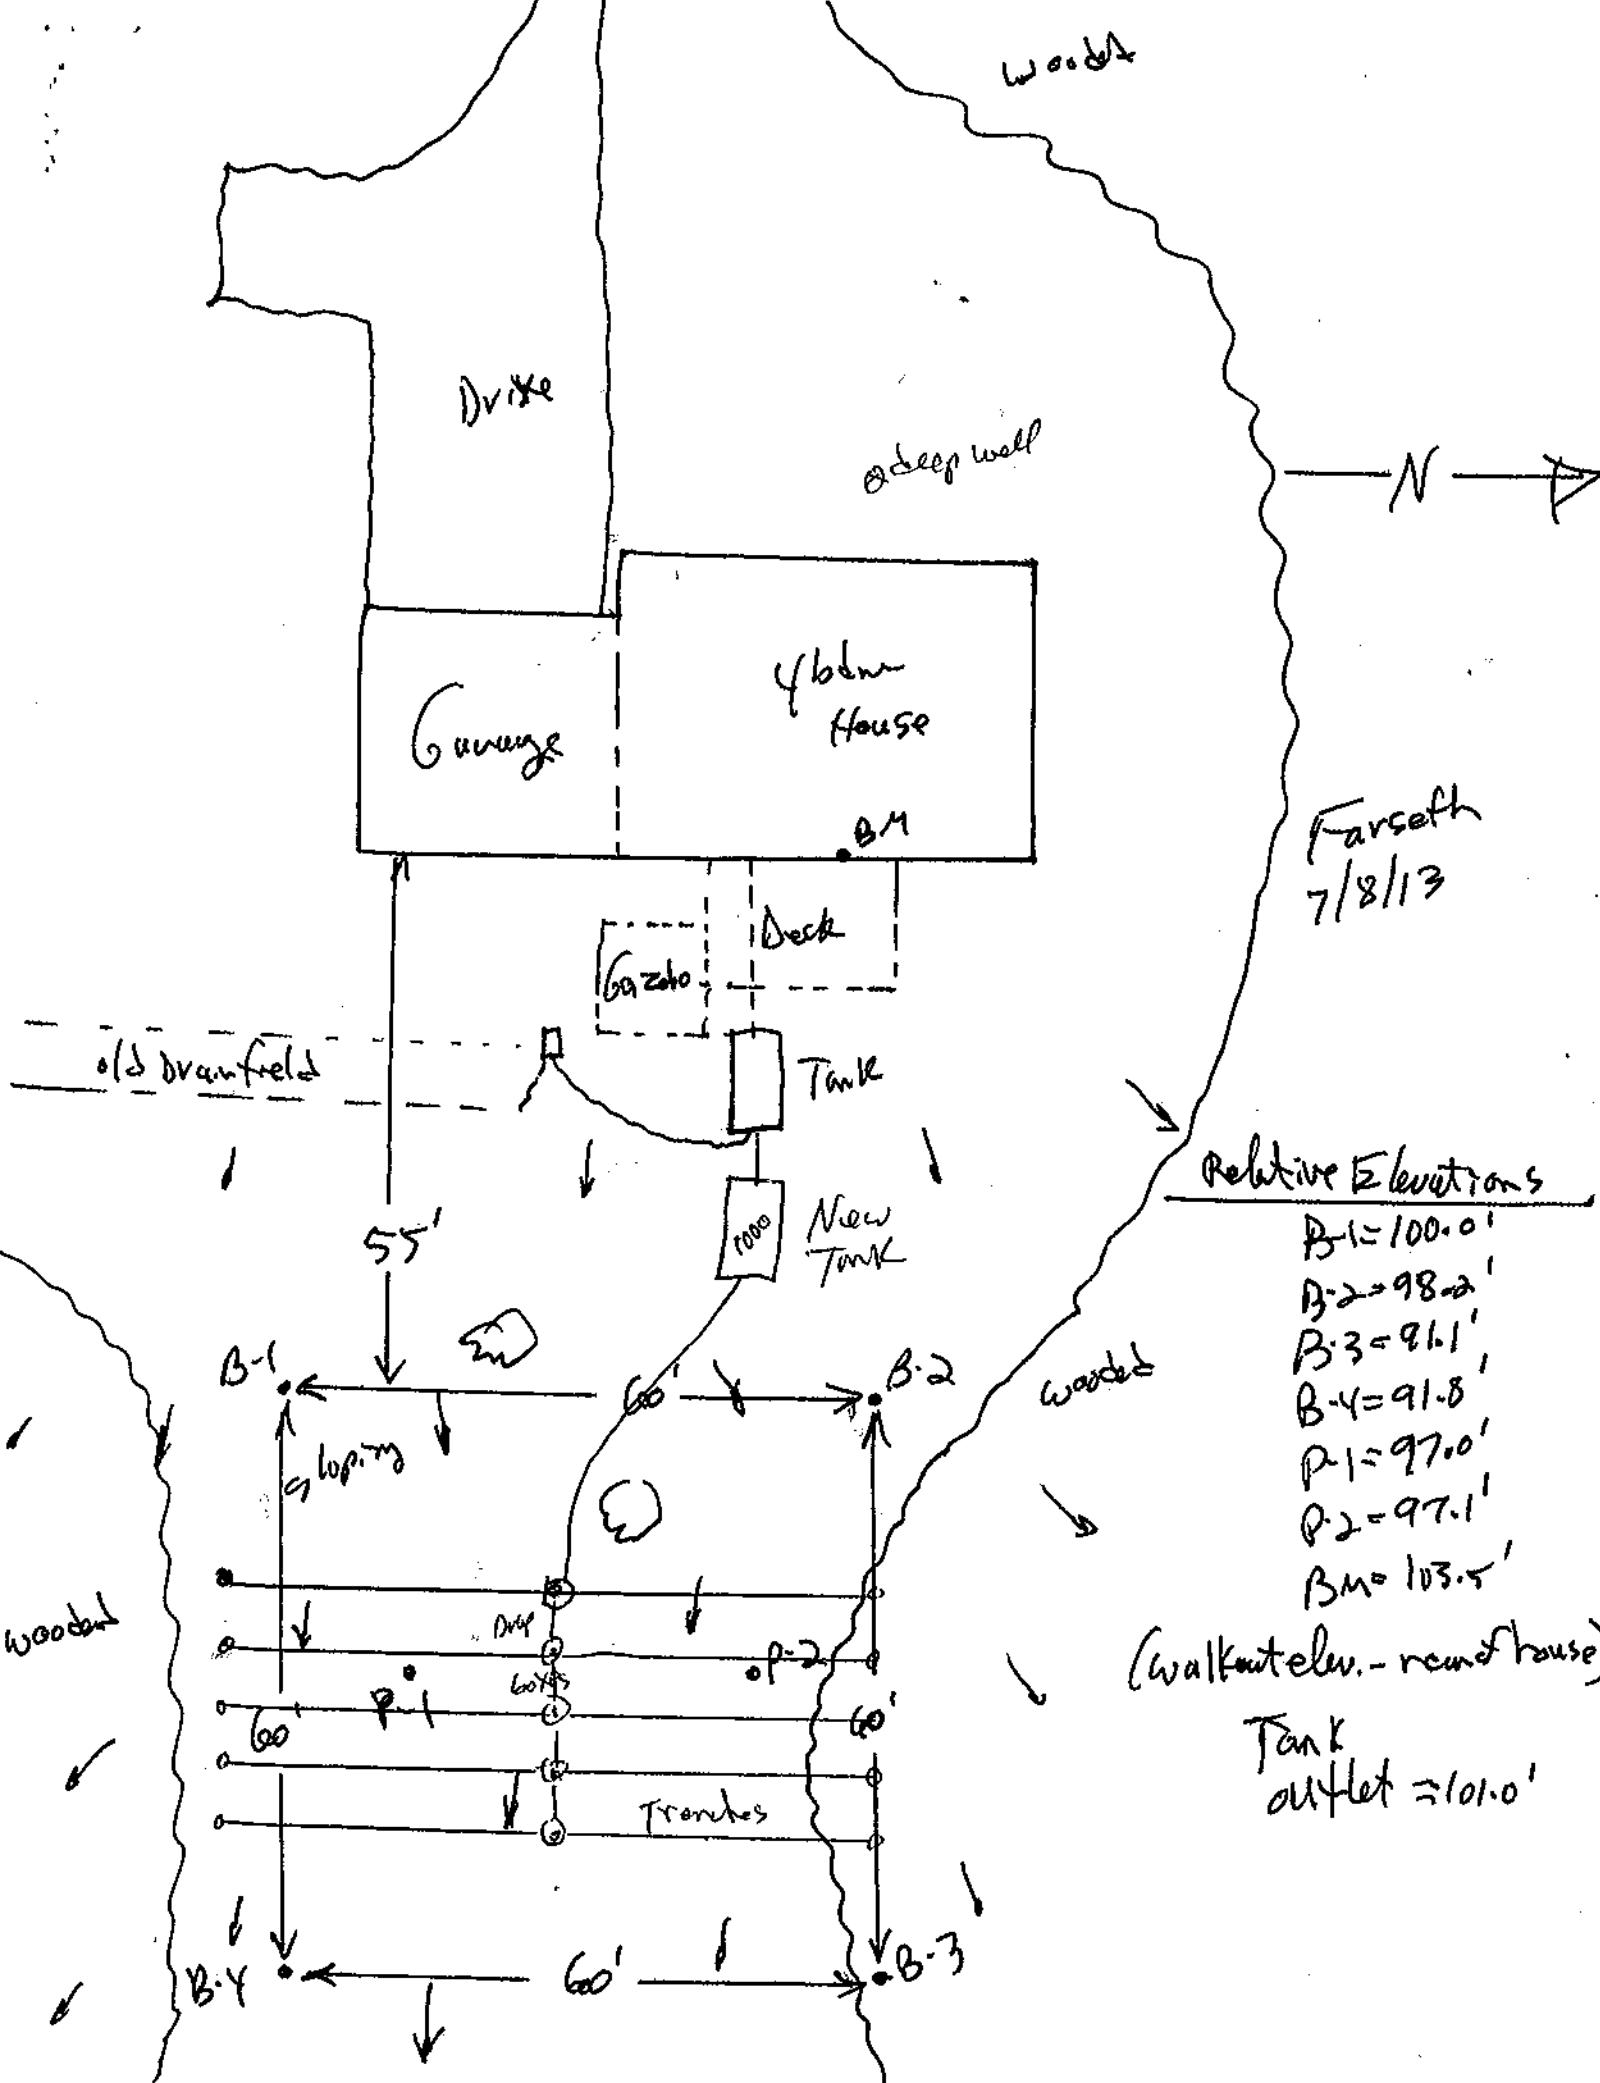 wooded
Drive
deep well
N
4 bdrm
House
Garage
BM
Farseth
7/8/13
Deck
Gazebo
old Drainfield
Tank
1000
New
Tank
55'
Relative Elevations
B-1=100.0'
B-2=98.2'
B-3=91.1'
B-4=91.8'
P-1=97.0'
P-2=97.1'
BM=103.5'
(walkout elev. - rear of house)
Tank
outlet =101.0'
B-1
60'
B-2
wooded
sloping
wooded
Drop
boxes
P-2
P-1
60'
60'
Trenches
B-4
60'
B-3